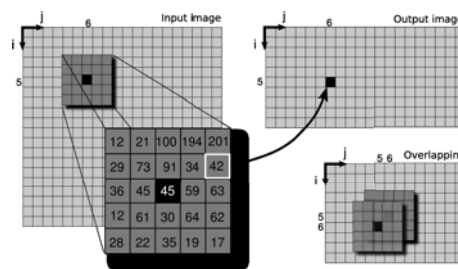 j
6
Input image
i
5
12 21 100 194 201
29 73 91 34 42
36 45 45 59 63
12 61 30 64 62
28 22 35 19 17
j
6
Output image
i
5
j
5 6
Overlapping
i
5
6